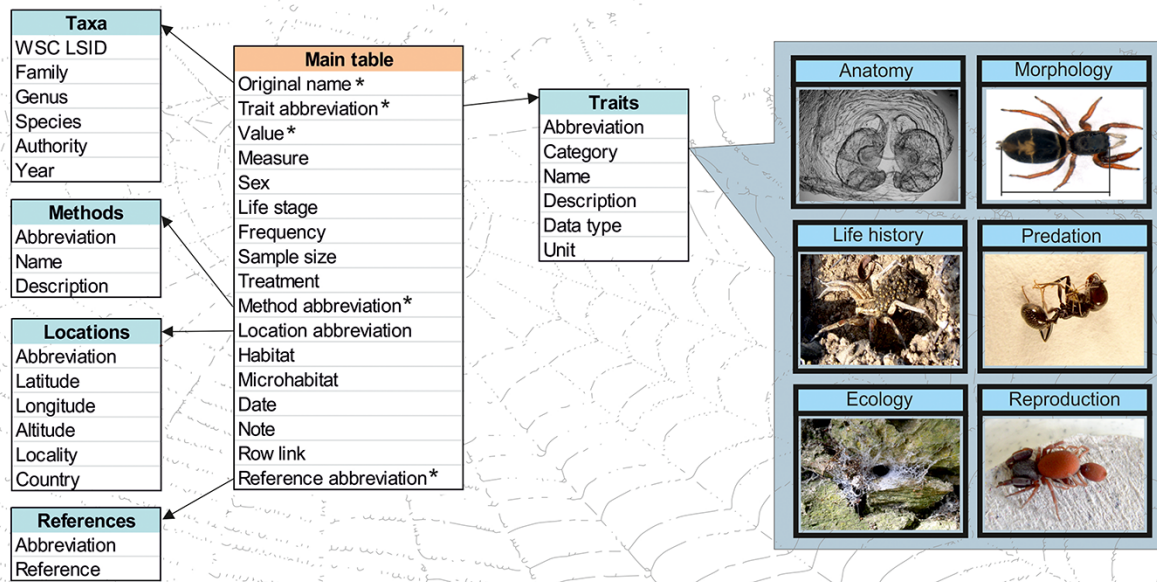 Taxa
WSC LSID
Family
Genus
Species
Authority
Year
Methods
Abbreviation
Name
Description
Locations
Abbreviation
Latitude
Longitude
Altitude
Locality
Country
References
Abbreviation
Reference
Main table
Original name *
Trait abbreviation *
Value *
Measure
Sex
Life stage
Frequency
Sample size
Treatment
Method abbreviation *
Location abbreviation
Habitat
Microhabitat
Date
Note
Row link
Reference abbreviation *
Traits
Abbreviation
Category
Name
Description
Data type
Unit
Anatomy
Morphology
Life history
Predation
Ecology
Reproduction